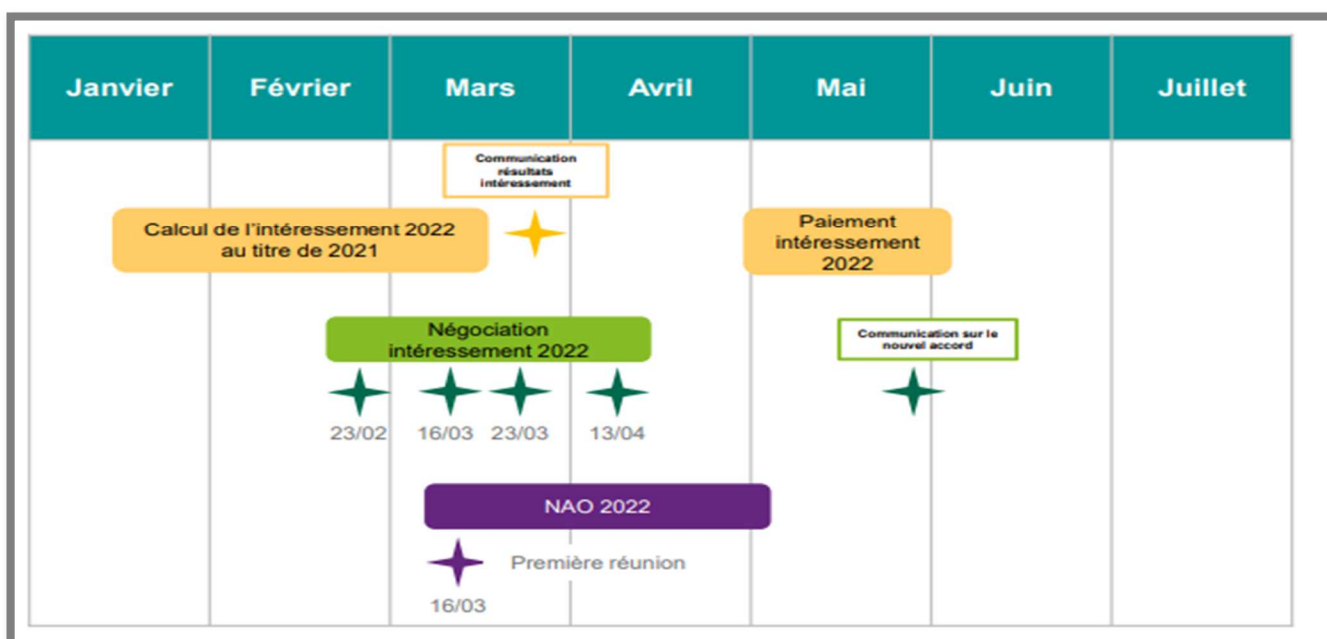 Janvier Février Mars Avril Mai Juin Juillet
Communication
résultats
intéressement
Calcul de l'intéressement 2022
au titre de 2021
Paiement
intéressement
2022
Négociation
intéressement 2022
Communication sur le
nouvel accord
23/02 16/03 23/03 13/04
NAO 2022
Première réunion
16/03